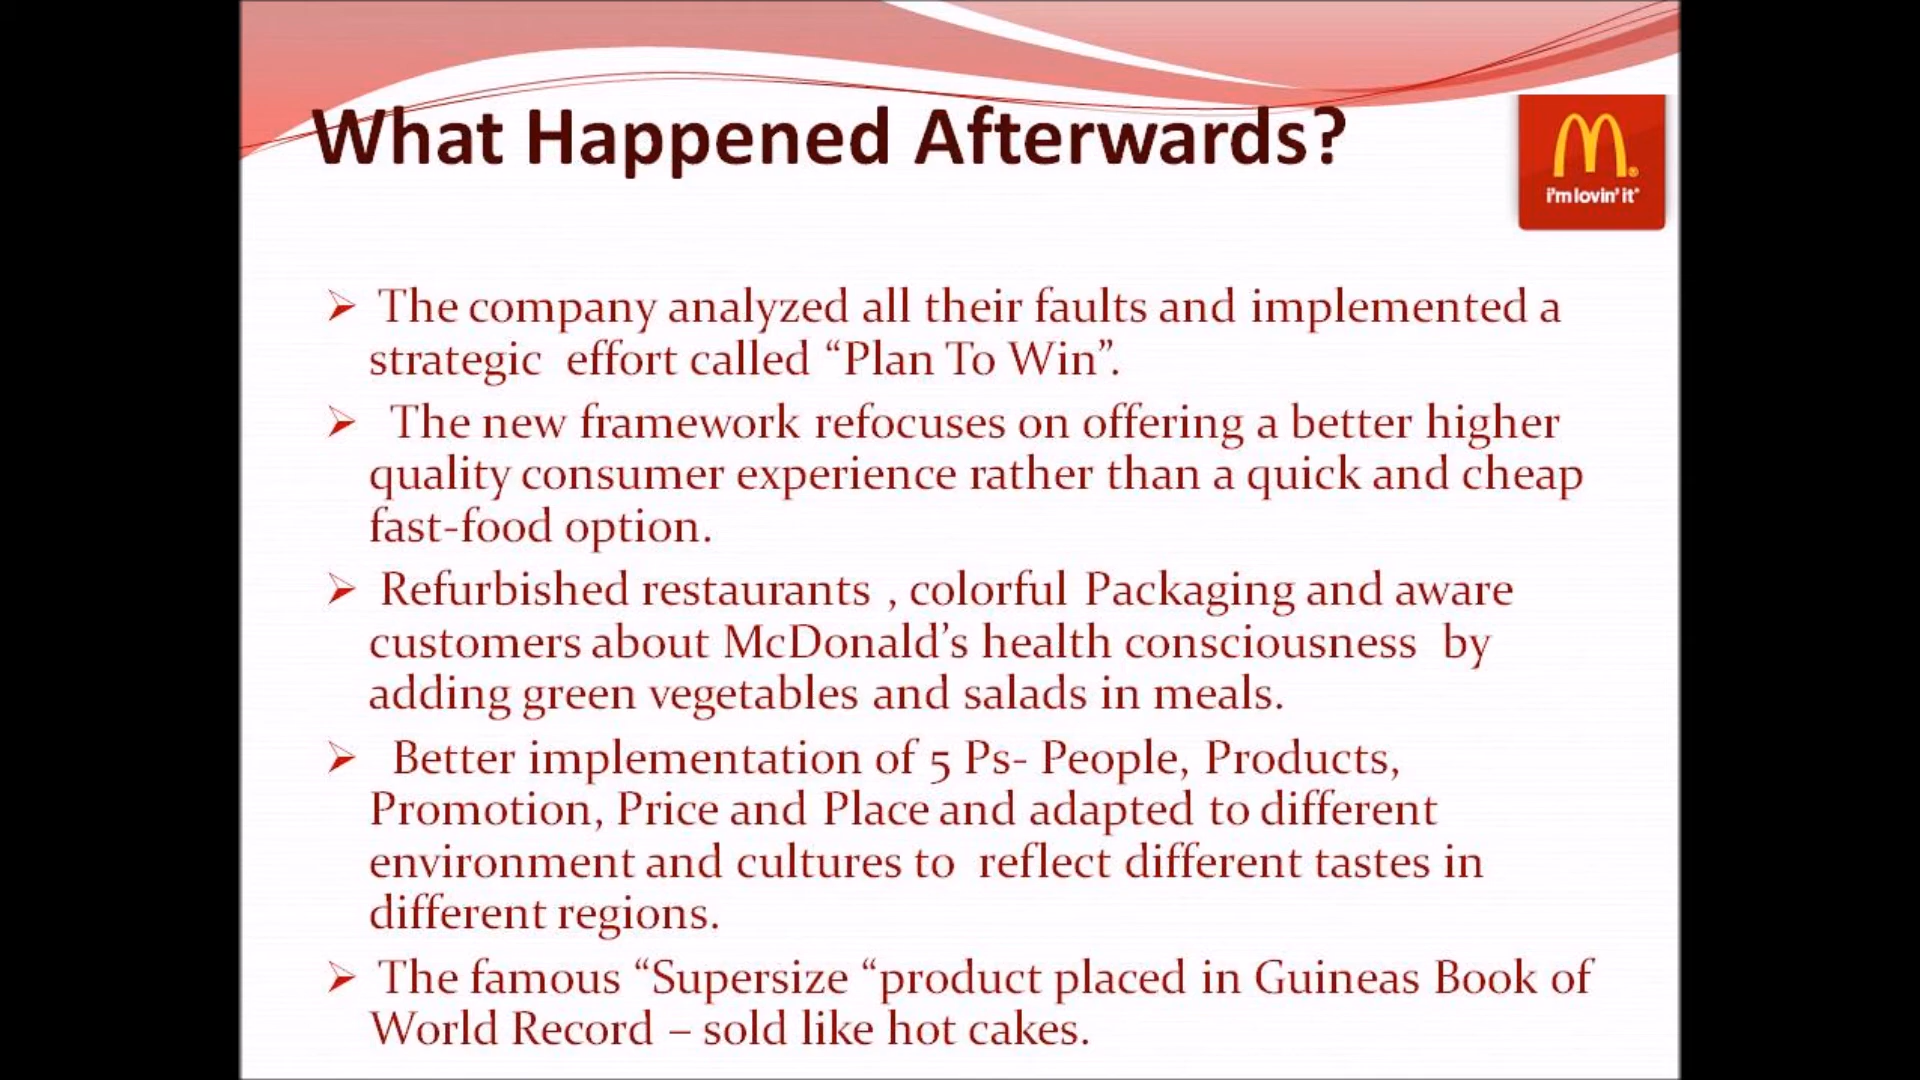 What Happened Afterwards?
M
i'm lovin' it®
The company analyzed all their faults and implemented a
strategic effort called “Plan To Win”.
The new framework refocuses on offering a better higher
quality consumer experience rather than a quick and cheap
fast-food option.
Refurbished restaurants , colorful Packaging and aware
customers about McDonald’s health consciousness by
adding green vegetables and salads in meals.
Better implementation of 5 Ps- People, Products,
Promotion, Price and Place and adapted to different
environment and cultures to reflect different tastes in
different regions.
The famous “Supersize “product placed in Guineas Book of
World Record – sold like hot cakes.